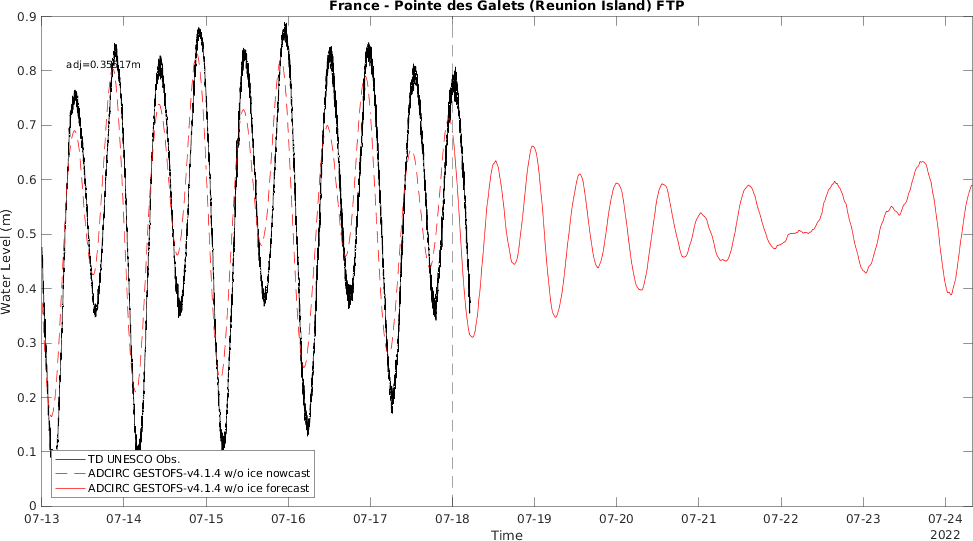 France - Pointe des Galets (Reunion Island) FTP
0.9
0.8
0.7
0.6
0.5
0.4
0.3
0.2
0.1
0
Water Level (m)
TD UNESCO Obs.
ADCIRC GESTOFS-v4.1.4 w/o ice nowcast
ADCIRC GESTOFS-v4.1.4 w/o ice forecast
07-13 07-14 07-15 07-16 07-17 07-18 07-19 07-20 07-21 07-22 07-23 07-24
Time
2022